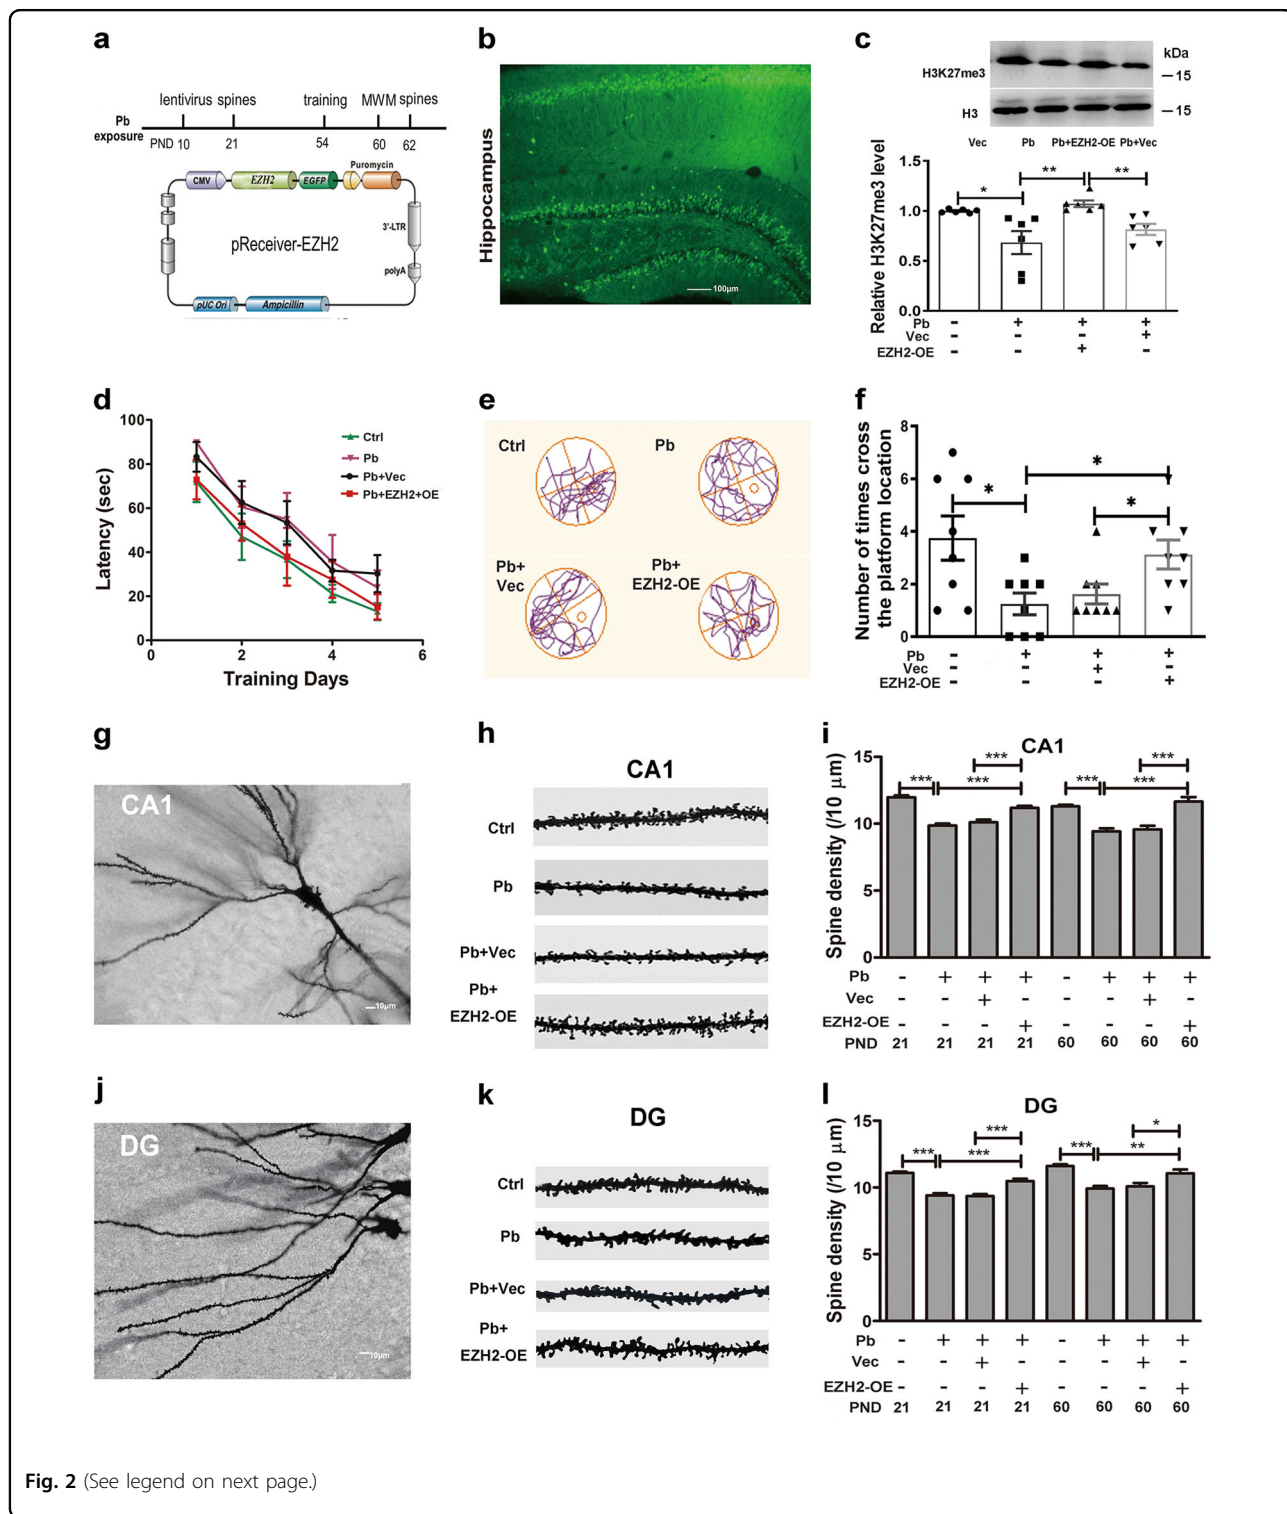 a
lentivirus spines training MWM spines
Pb
exposure
PND 10 21 54 60 62
Puromycin
CMV EZH2 EGFP
3'-LTR
pReceiver-EZH2
polyA
pUC Ori Ampicillin
b
Hippocampus
100μm
c
kDa
H3K27me3
15
H3
15
Vec Pb Pb+EZH2-OE Pb+Vec
Relative H3K27me3 level
1.5
1.0
0.5
0.0
* ** **
Pb - + + +
Vec - - - +
EZH2-OE - - + -
d
Latency (sec)
100
80
60
40
20
0
0 2 4 6
Training Days
Ctrl
Pb
Pb+Vec
Pb+EZH2+OE
e
Ctrl Pb
Pb+
Vec
Pb+
EZH2-OE
f
Number of times cross
the platform location
8
6
4
2
0
* * *
Pb - + + +
Vec - - + -
EZH2-OE - - - +
g
CA1
10μm
h
CA1
Ctrl
Pb
Pb+Vec
Pb+
EZH2-OE
i
CA1
Spine density (/10 μm)
15
10
5
0
*** *** *** *** *** ***
Pb - + + + - + + +
Vec - - + - - - + -
EZH2-OE - - - + - - - +
PND 21 21 21 21 60 60 60 60
j
DG
10μm
k
DG
Ctrl
Pb
Pb+Vec
Pb+
EZH2-OE
l
DG
Spine density (/10 μm)
15
10
5
0
*** *** *** *** ** *
Pb - + + + - + + +
Vec - - + - - - + -
EZH2-OE - - - + - - - +
PND 21 21 21 21 60 60 60 60
Fig. 2 (See legend on next page.)